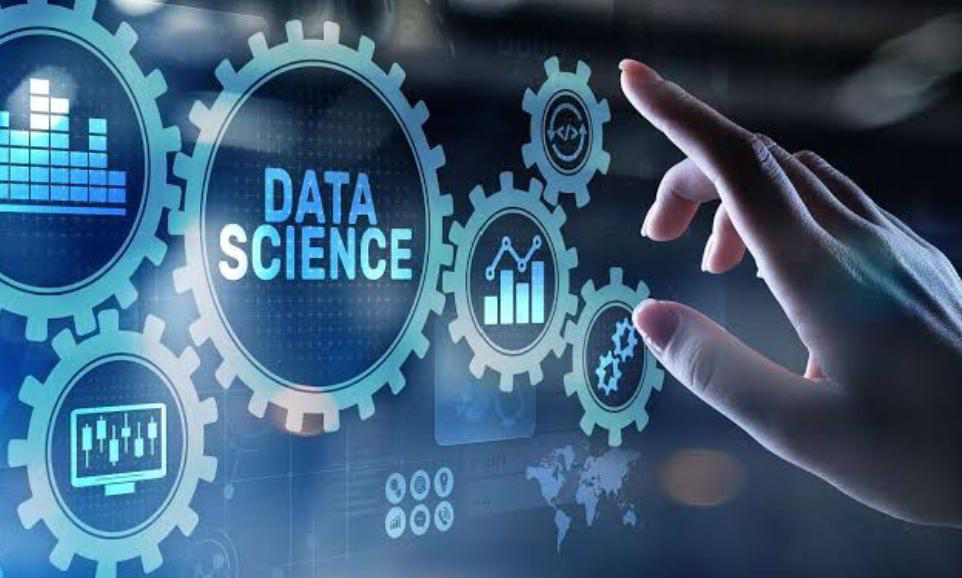 DATA
SCIENCE
</>